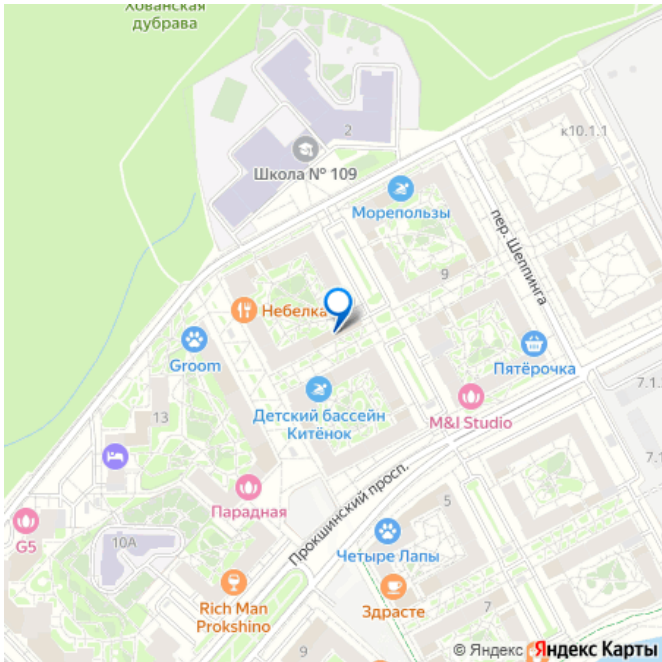 Хованская
дубрава
2
к10.1.1
Школа № 109
Морепользы
пер. Шеппинга
9
Небелка
Groom
Пятёрочка
7.1.
Детский бассейн
Китёнок
M&I Studio
13
7.1
Парадная
Прокшинский просп.
5
G5
10А
Четыре Лапы
Rich Man
Prokshino
Здрасте
7
9
© Яндекс Яндекс Карты